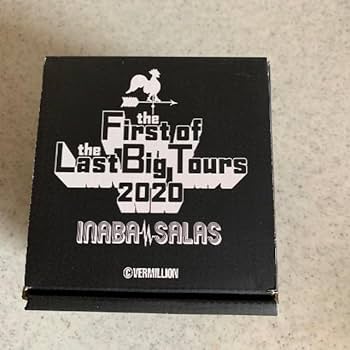 the
First of
the
Last Big Tours
2020
INABA SALAS
©VERMILLION